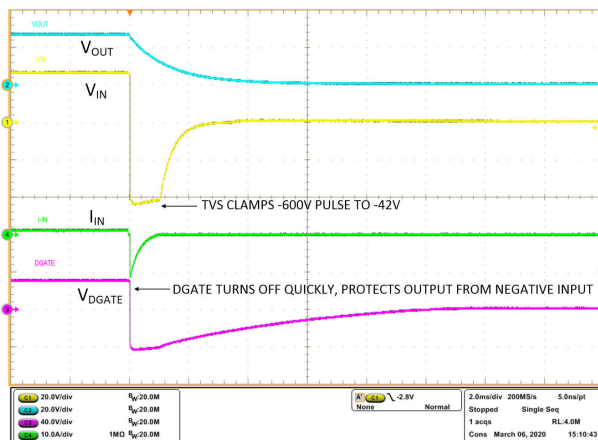 VOUT
VOUT
VIN
VIN
2
1
TVS CLAMPS -600V PULSE TO -42V
I-IN
IIN
4
DGATE
DGATE TURNS OFF QUICKLY, PROTECTS OUTPUT FROM NEGATIVE INPUT
VDGATE
3
C1 20.0V/div BW:20.0M
C2 20.0V/div BW:20.0M
C3 40.0V/div BW:20.0M
C4 10.0A/div 1MΩ BW:20.0M
A' C1 -2.8V
None Normal
2.0ms/div 200MS/s 5.0ns/pt
Stopped Single Seq
1 acqs RL:4.0M
Cons March 06, 2020 15:10:43